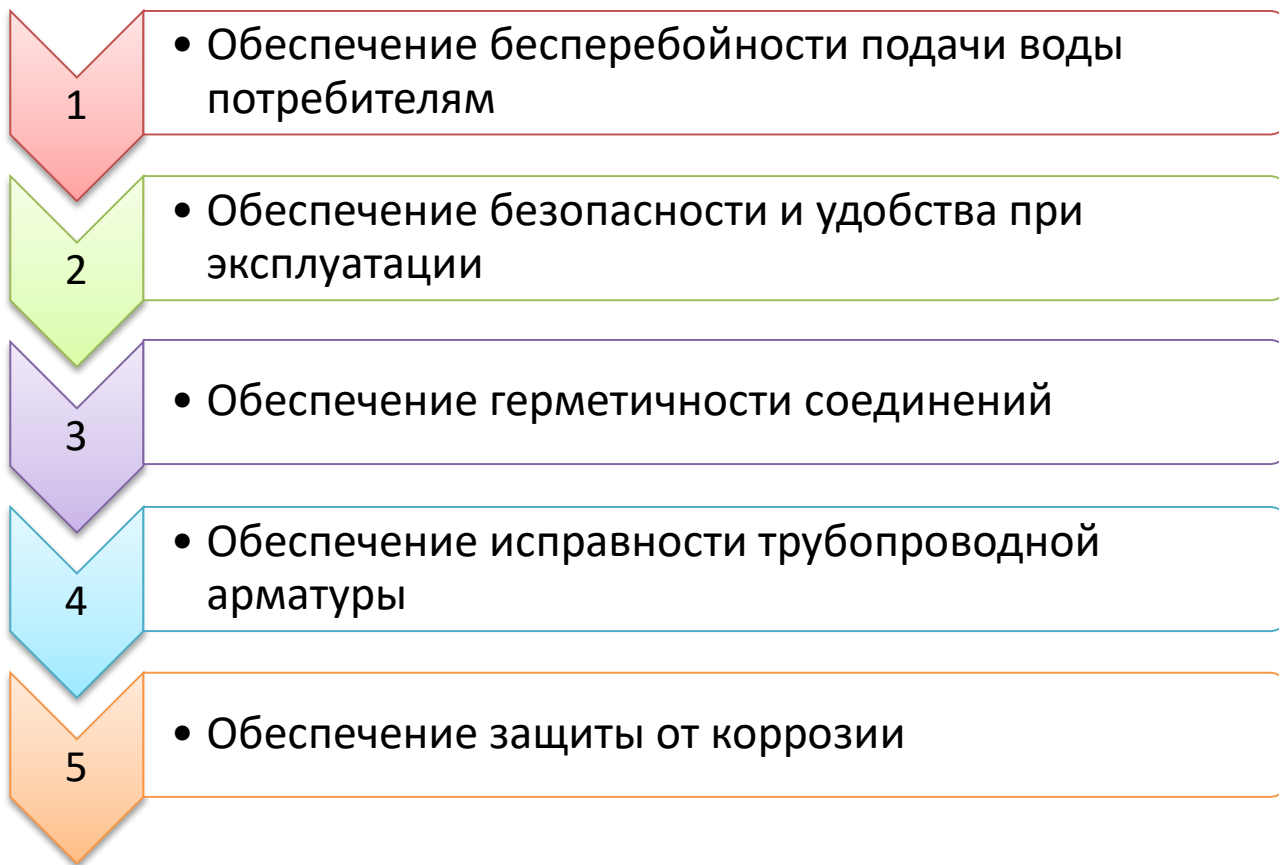 1
• Обеспечение бесперебойности подачи воды
потребителям
2
• Обеспечение безопасности и удобства при
эксплуатации
3
• Обеспечение герметичности соединений
4
• Обеспечение исправности трубопроводной
арматуры
5
• Обеспечение защиты от коррозии